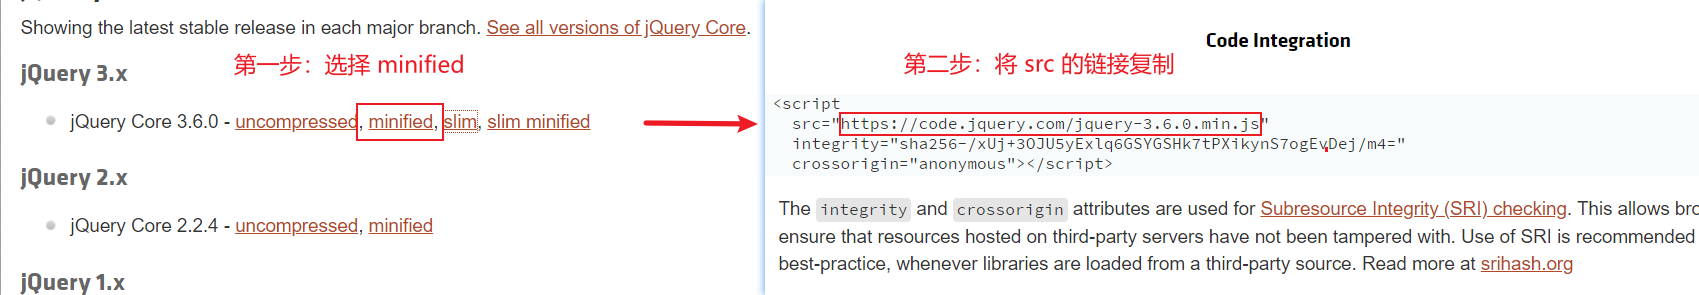 Showing the latest stable release in each major branch. See all versions of jQuery Core.
第一步：选择 minified
jQuery 3.x
jQuery Core 3.6.0 - uncompressed, minified, slim, slim minified
jQuery 2.x
jQuery Core 2.2.4 - uncompressed, minified
jQuery 1.x
Code Integration
第二步：将 src 的链接复制
<script
src="https://code.jquery.com/jquery-3.6.0.min.js"
integrity="sha256-/xUj+3OJU5yExlq6GSYGSHk7tPXikynS7ogEvDej/m4="
crossorigin="anonymous"></script>
The integrity and crossorigin attributes are used for Subresource Integrity (SRI) checking. This allows bro
ensure that resources hosted on third-party servers have not been tampered with. Use of SRI is recommended
best-practice, whenever libraries are loaded from a third-party source. Read more at srihash.org